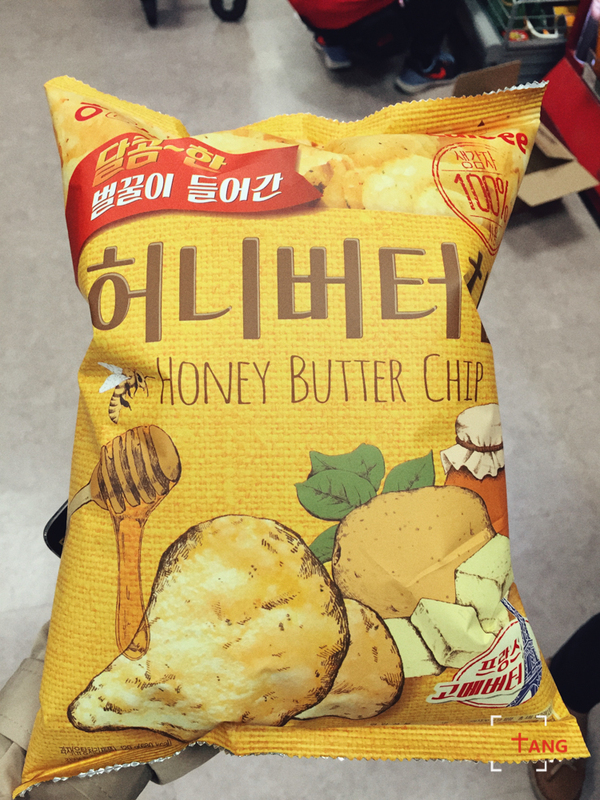 달콤~한
벌꿀이 들어간
생감자
100%
허니버터
HONEY BUTTER CHIP
프랑스
고메버터
TANG